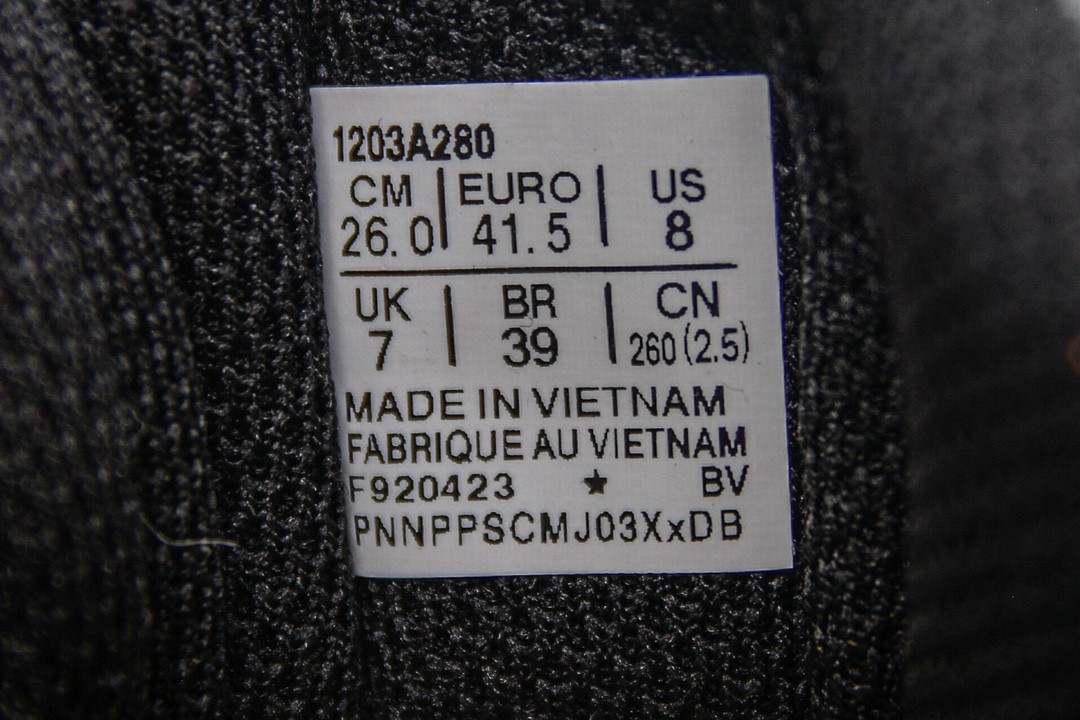 1203A280
CM | EURO | US
26.0 | 41.5 | 8
UK | BR | CN
7 | 39 | 260(2.5)
MADE IN VIETNAM
FABRIQUE AU VIETNAM
F920423 ★ BV
PNNPPSCMJ03XxDB